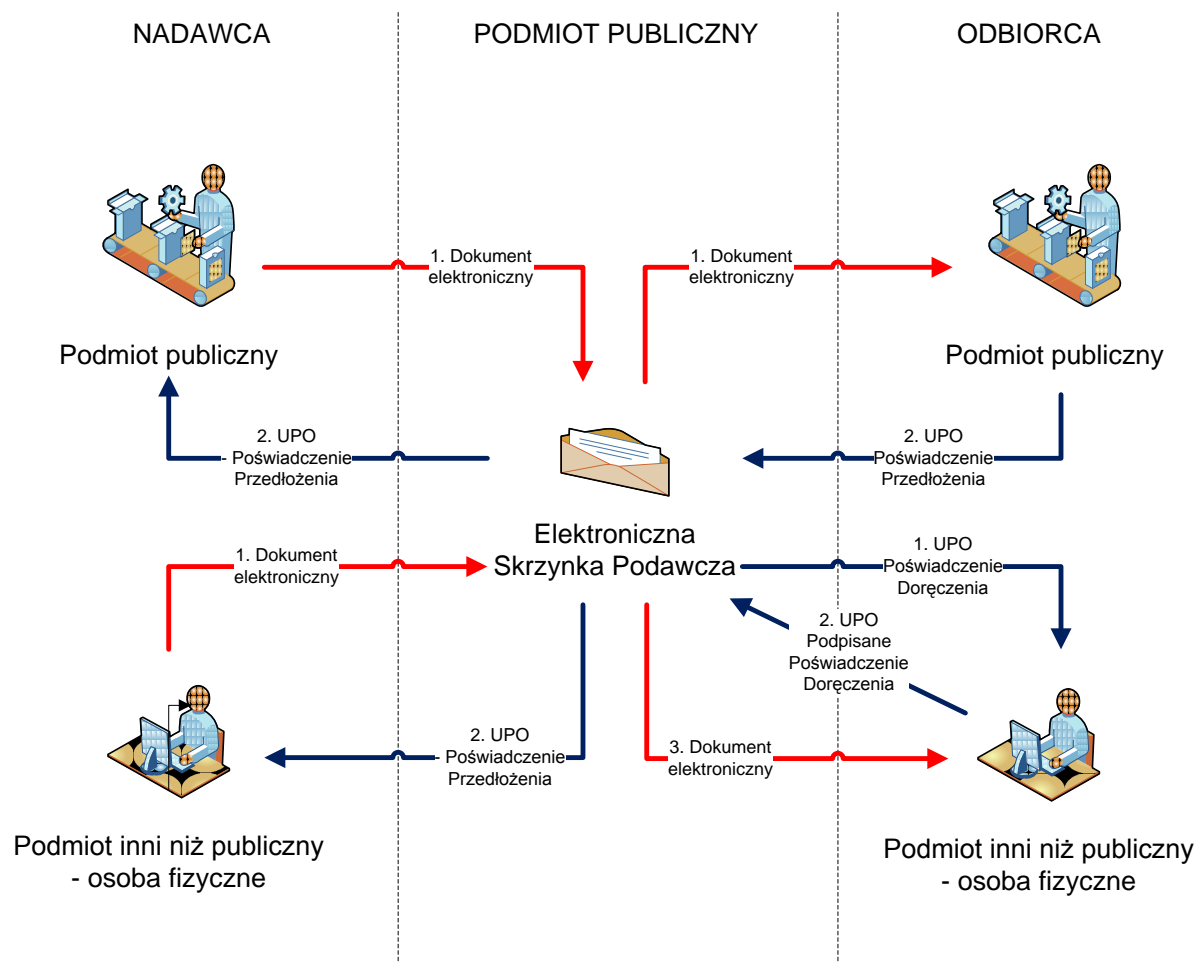 NADAWCA
PODMIOT PUBLICZNY
ODBIORCA
1. Dokument
elektroniczny
1. Dokument
elektroniczny
Podmiot publiczny
Podmiot publiczny
2. UPO
- Poświadczenie
Przedłożenia
2. UPO
Poświadczenie
Przedłożenia
Elektroniczna
Skrzynka Podawcza
1. Dokument
elektroniczny
1. UPO
Poświadczenie
Doręczenia
2. UPO
Podpisane
Poświadczenie
Doręczenia
2. UPO
- Poświadczenie
Przedłożenia
3. Dokument
elektroniczny
Podmiot inni niż publiczny
- osoba fizyczne
Podmiot inni niż publiczny
- osoba fizyczne